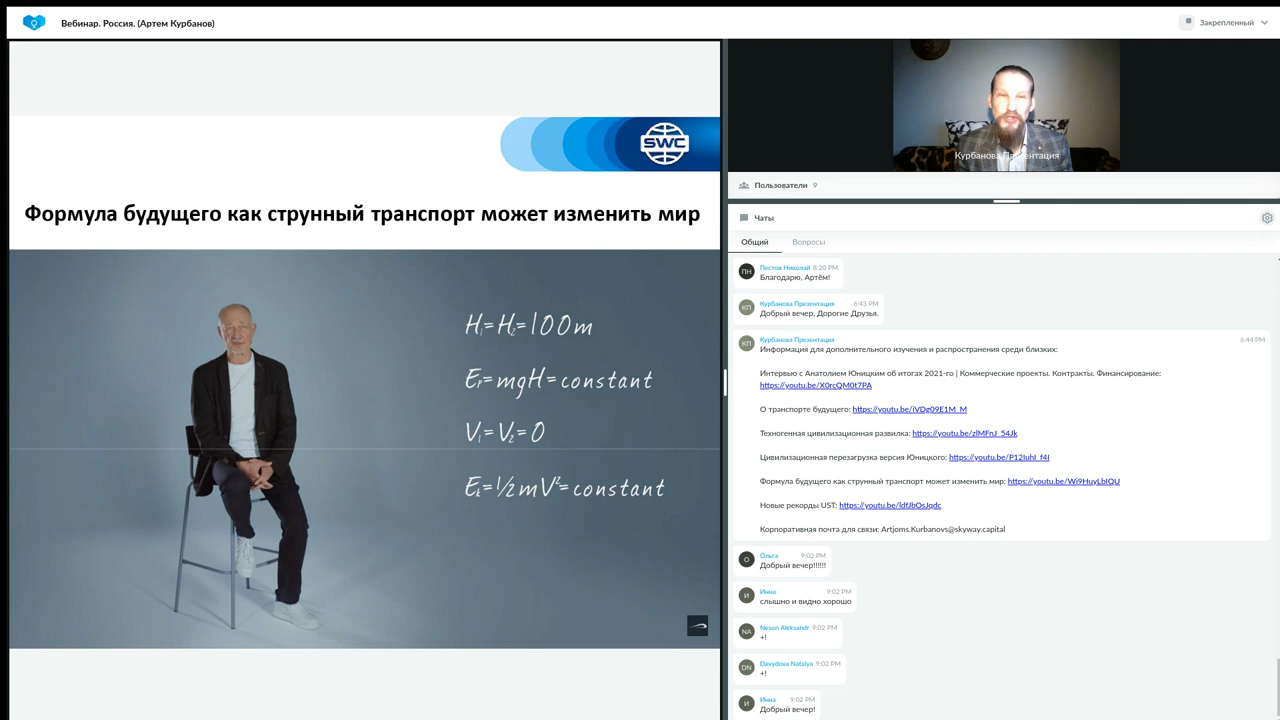 Вебинар. Россия. (Артем Курбанов)
Закрепленный
SWC
Формула будущего как струнный транспорт может изменить мир
H₁=H₂=100m
Eₚ=mgH=constant
V₁=V₂=0
Eₖ=½mV²=constant
Курбанова Презентация
Пользователи 9
Чаты
Общий Вопросы
ПН Пестов Николай 8:20 PM
Благодарю, Артём!
КП Курбанова Презентация 6:43 PM
Добрый вечер, Дорогие Друзья.
КП Курбанова Презентация 6:44 PM
Информация для дополнительного изучения и распространения среди близких:
Интервью с Анатолием Юницким об итогах 2021-го | Коммерческие проекты. Контракты. Финансирование:
https://youtu.be/X0rcQM0t7PA
О транспорте будущего: https://youtu.be/iVDg09E1M_M
Техногенная цивилизационная развилка: https://youtu.be/zlMFnJ_54Jk
Цивилизационная перезагрузка версия Юницкого: https://youtu.be/P12IuhI_f4I
Формула будущего как струнный транспорт может изменить мир: https://youtu.be/Wi9HuyLbIQU
Новые рекорды UST: https://youtu.be/ldfJbOsJqdc
Корпоративная почта для связи: Artjoms.Kurbanovs@skyway.capital
О Ольга 9:02 PM
Добрый вечер!!!!!!
И Инна 9:02 PM
слышно и видно хорошо
NA Neson Aleksandr 9:02 PM
+!
DN Davydova Natalya 9:02 PM
+!
И Инна 9:02 PM
Добрый вечер!